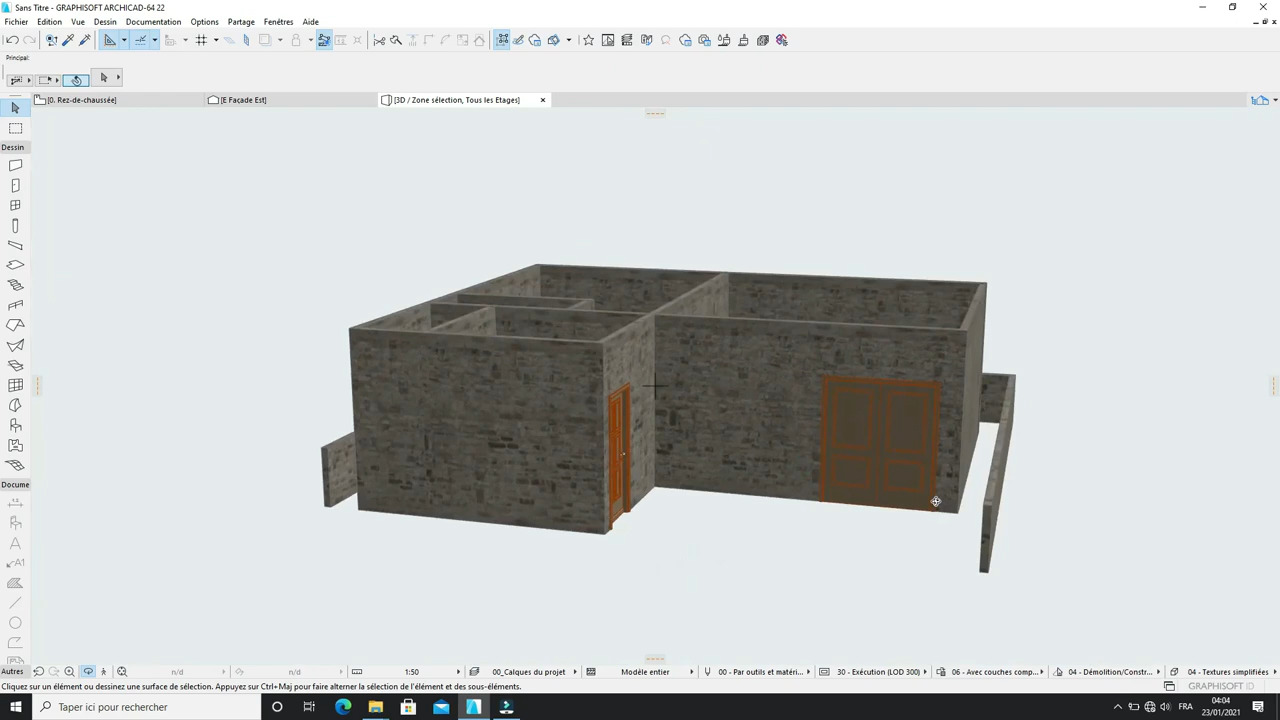 Sans Titre - GRAPHISOFT ARCHICAD-64 22
Fichier Edition Vue Dessin Documentation Options Partage Fenêtres Aide
Principal:
[0. Rez-de-chaussée] [E Façade Est] [3D / Zone sélection, Tous les Etages]
Dessin
Docume
A
A1
Autres n/d n/d 1:50 00_Calques du projet Modèle entier 00 - Par outils et matéri... 30 - Exécution (LOD 300) 06 - Avec couches comp... 04 - Démolition/Constr... 04 - Textures simplifiées
Cliquez sur un élément ou dessinez une surface de sélection. Appuyez sur Ctrl+Maj pour faire alterner la sélection de l'élément et des sous-éléments.
GRAPHISOFT ID
Taper ici pour rechercher
FRA
04:04
23/01/2021